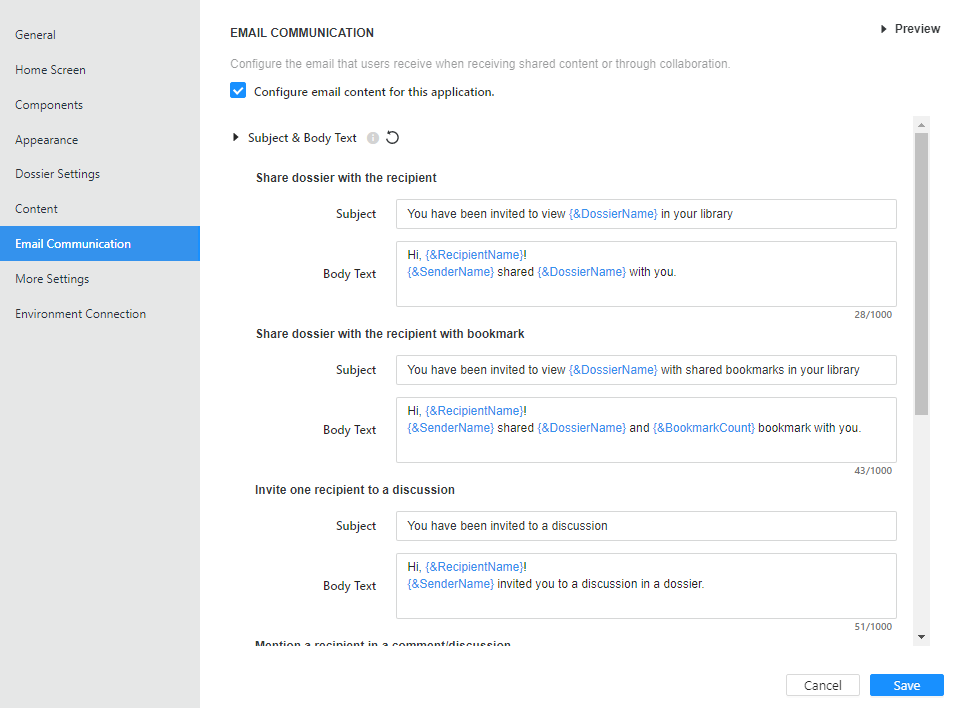 General
Home Screen
Components
Appearance
Dossier Settings
Content
Email Communication
More Settings
Environment Connection
EMAIL COMMUNICATION
Preview
Configure the email that users receive when receiving shared content or through collaboration.
Configure email content for this application.
Subject & Body Text
Share dossier with the recipient
Subject
You have been invited to view {&DossierName} in your library
Body Text
Hi, {&RecipientName}!
{&SenderName} shared {&DossierName} with you.
28/1000
Share dossier with the recipient with bookmark
Subject
You have been invited to view {&DossierName} with shared bookmarks in your library
Body Text
Hi, {&RecipientName}!
{&SenderName} shared {&DossierName} and {&BookmarkCount} bookmark with you.
43/1000
Invite one recipient to a discussion
Subject
You have been invited to a discussion
Body Text
Hi, {&RecipientName}!
{&SenderName} invited you to a discussion in a dossier.
51/1000
Mention a recipient in a comment/discussion
Cancel
Save